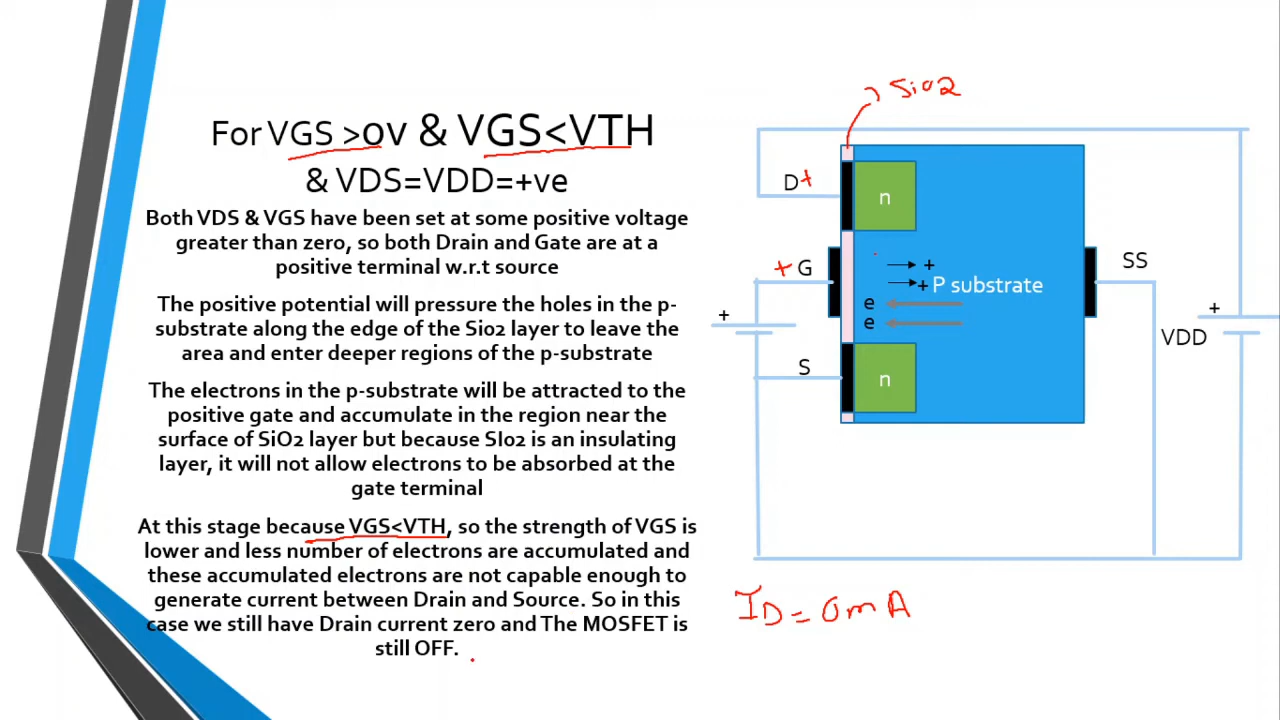 For VGS >0V & VGS<VTH
& VDS=VDD=+ve
Both VDS & VGS have been set at some positive voltage
greater than zero, so both Drain and Gate are at a
positive terminal w.r.t source
The positive potential will pressure the holes in the p-
substrate along the edge of the Sio2 layer to leave the
area and enter deeper regions of the p-substrate
The electrons in the p-substrate will be attracted to the
positive gate and accumulate in the region near the
surface of SiO2 layer but because SIo2 is an insulating
layer, it will not allow electrons to be absorbed at the
gate terminal
At this stage because VGS<VTH, so the strength of VGS is
lower and less number of electrons are accumulated and
these accumulated electrons are not capable enough to
generate current between Drain and Source. So in this
case we still have Drain current zero and The MOSFET is
still OFF.
SiO2
D+
n
+G
+
+
P substrate
e
e
SS
+
+
VDD
S
n
ID = 0mA